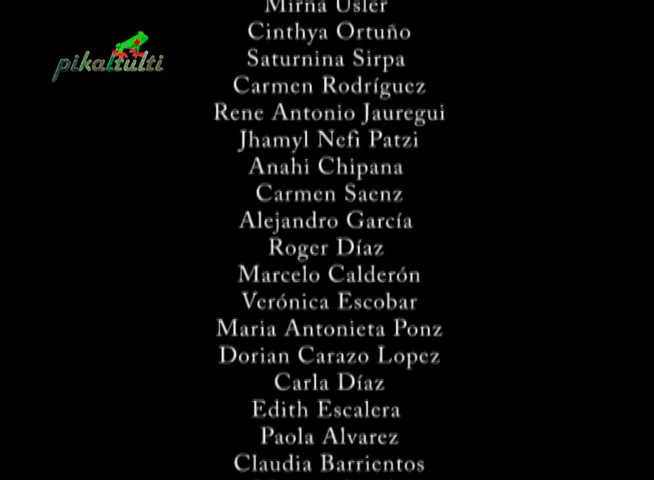 Mirna Usler
pikaltulti
Cinthya Ortuño
Saturnina Sirpa
Carmen Rodríguez
Rene Antonio Jauregui
Jhamyl Nefi Patzi
Anahi Chipana
Carmen Saenz
Alejandro García
Roger Díaz
Marcelo Calderón
Verónica Escobar
Maria Antonieta Ponz
Dorian Carazo Lopez
Carla Díaz
Edith Escalera
Paola Alvarez
Claudia Barrientos